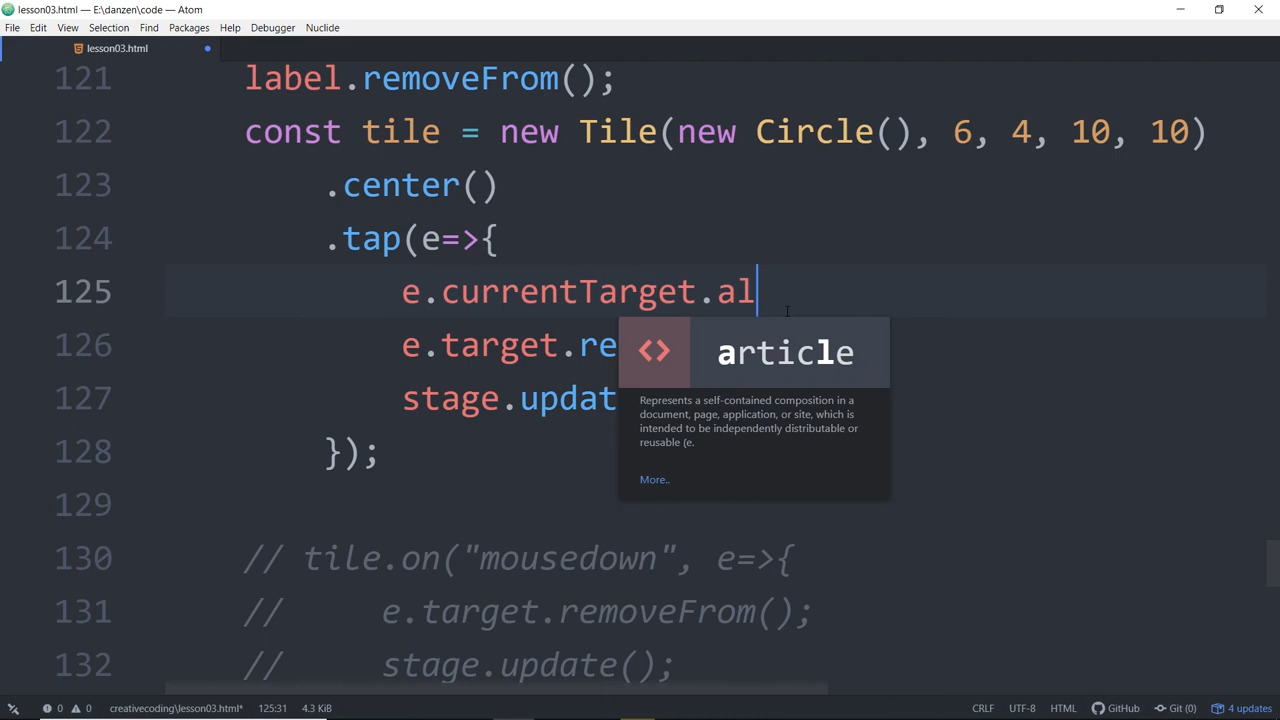 lesson03.html — E:\danzen\code — Atom
File Edit View Selection Find Packages Help Debugger Nuclide
lesson03.html
121 label.removeFrom();
122 const tile = new Tile(new Circle(), 6, 4, 10, 10)
123 .center()
124 .tap(e=>{
125 e.currentTarget.al
<> article
126 e.target.re
127 stage.updat
Represents a self-contained composition in a
document, page, application, or site, which is
intended to be independently distributable or
reusable (e.
More..
128 });
129
130 // tile.on("mousedown", e=>{
131 // e.target.removeFrom();
132 // stage.update();
0 0 creativecoding\lesson03.html* 125:31 4.3 KiB CRLF UTF-8 HTML GitHub Git (0) 4 updates